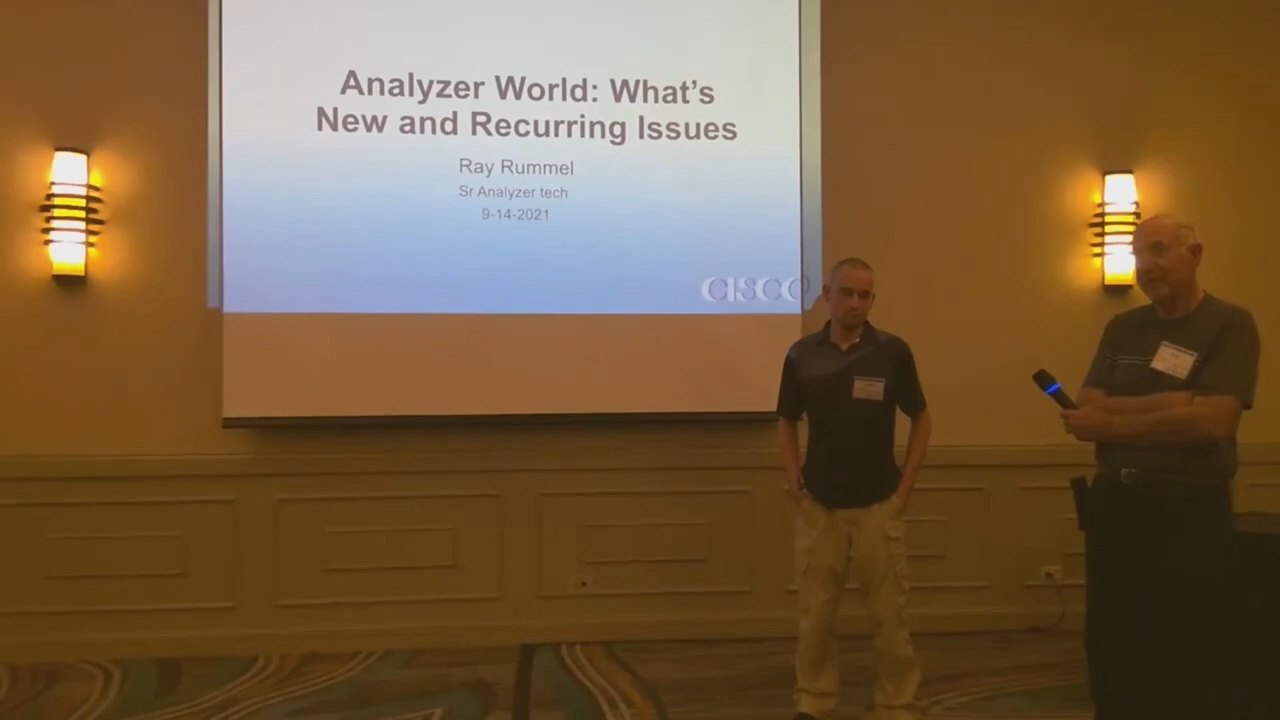 Analyzer World: What's
New and Recurring Issues
Ray Rummel
Sr Analyzer tech
9-14-2021
CISCO